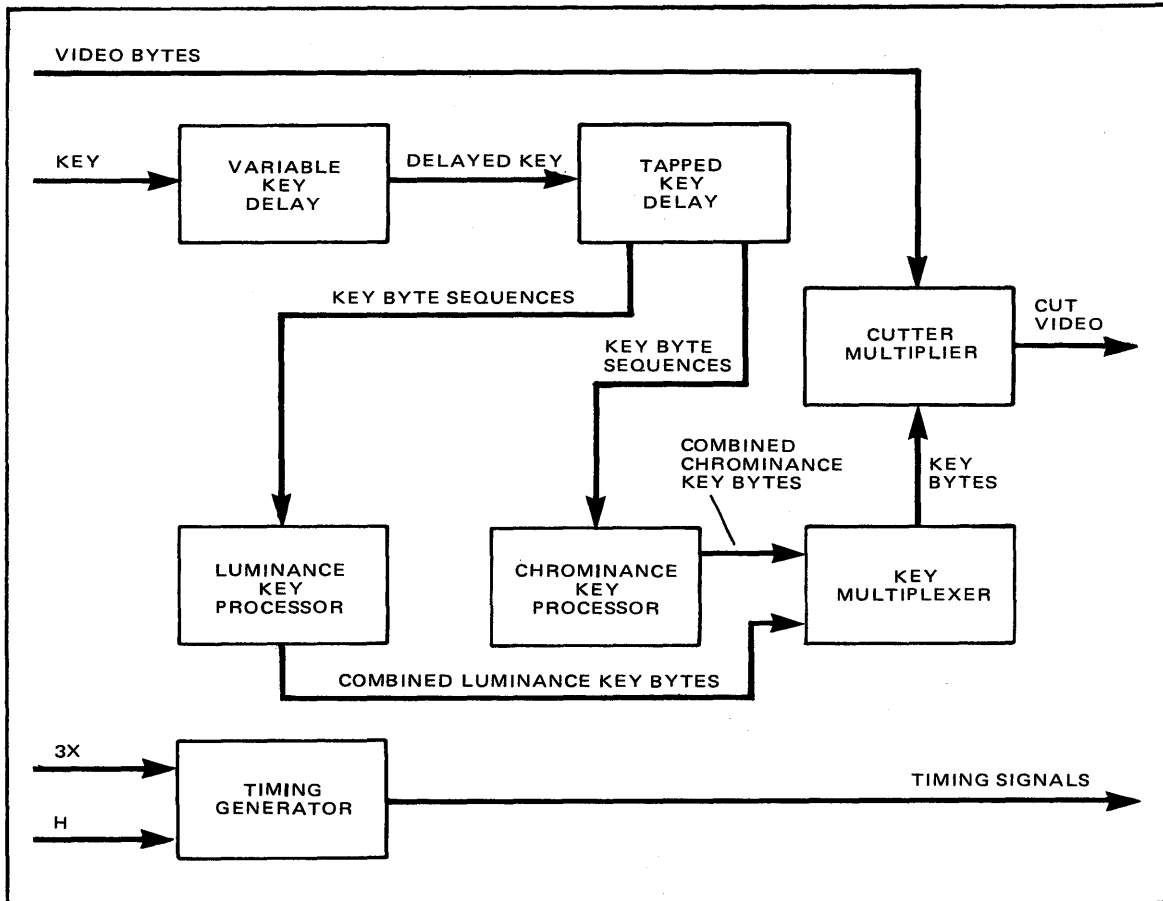 VIDEO BYTES
KEY
VARIABLE
KEY
DELAY
DELAYED KEY
TAPPED
KEY
DELAY
KEY BYTE SEQUENCES
KEY BYTE
SEQUENCES
CUTTER
MULTIPLIER
CUT
VIDEO
COMBINED
CHROMINANCE
KEY BYTES
KEY
BYTES
LUMINANCE
KEY
PROCESSOR
CHROMINANCE
KEY
PROCESSOR
KEY
MULTIPLEXER
COMBINED LUMINANCE KEY BYTES
3X
H
TIMING
GENERATOR
TIMING SIGNALS